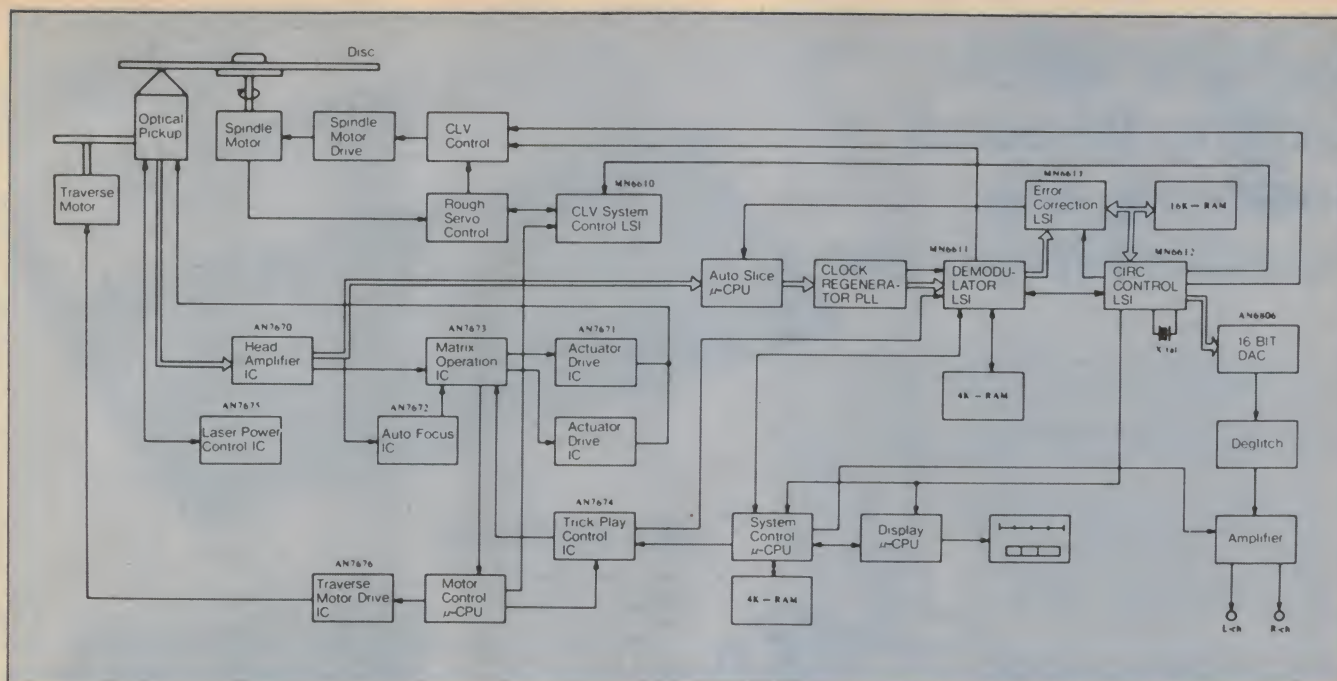 Disc
Optical
Pickup
Spindle
Motor
Spindle
Motor
Drive
CLV
Control
Traverse
Motor
Rough
Servo
Control
MN6610
CLV System
Control LSI
MN6613
Error
Correction
LSI
16K-RAM
Auto Slice
μ-CPU
CLOCK
REGENERA-
TOR PLL
MN6611
DEMODU-
LATOR
LSI
MN6612
CIRC
CONTROL
LSI
X'tal
AN6806
16 BIT
DAC
AN7670
Head
Amplifier
IC
AN7673
Matrix
Operation
IC
AN7671
Actuator
Drive
IC
4K-RAM
AN7675
Laser Power
Control IC
AN7672
Auto Focus
IC
Actuator
Drive
IC
Deglitch
AN7674
Trick Play
Control
IC
System
Control
μ-CPU
Display
μ-CPU
Amplifier
AN7676
Traverse
Motor Drive
IC
Motor
Control
μ-CPU
4K-RAM
L-ch
R-ch